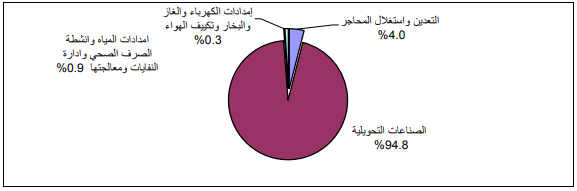 إمدادات الكهرباء والغاز
والبخار وتكييف الهواء
%0.3
التعدين واستغلال المحاجر
%4.0
امدادات المياه وانشطة
الصرف الصحي وادارة
النفايات ومعالجتها %0.9
الصناعات التحويلية
%94.8